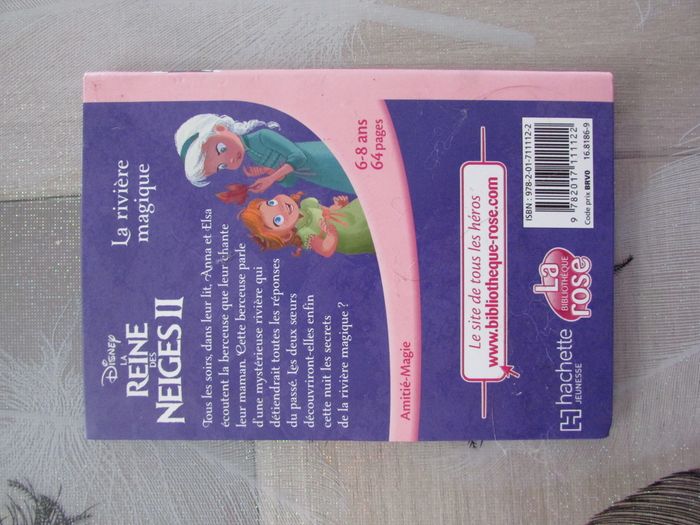 Disney
LA
REINE
DES
NEIGES II
La rivière
magique
Tous les soirs, dans leur lit, Anna et Elsa
écoutent la berceuse que leur chante
leur maman. Cette berceuse parle
d'une mystérieuse rivière qui
détiendrait toutes les réponses
du passé. Les deux sœurs
découvriront-elles enfin
cette nuit les secrets
de la rivière magique ?
6-8 ans
64 pages
Amitié-Magie
Le site de tous les héros
www.bibliotheque-rose.com
hachette
JEUNESSE
La
BIBLIOTHÈQUE
rose
ISBN : 978-2-01-711112-2
9 782017 111122
Code prix BRVO 16.8186-9